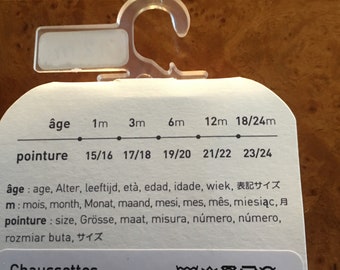 âge 1m 3m 6m 12m 18/24m
pointure 15/16 17/18 19/20 21/22 23/24
âge : age, Alter, leeftijd, età, edad, idade, wiek, 表記サイズ
m : mois, month, Monat, maand, mesi, mes, mês, miesiąc, 月
pointure : size, Grösse, maat, misura, número, número,
rozmiar buta, サイズ
Chaussettes